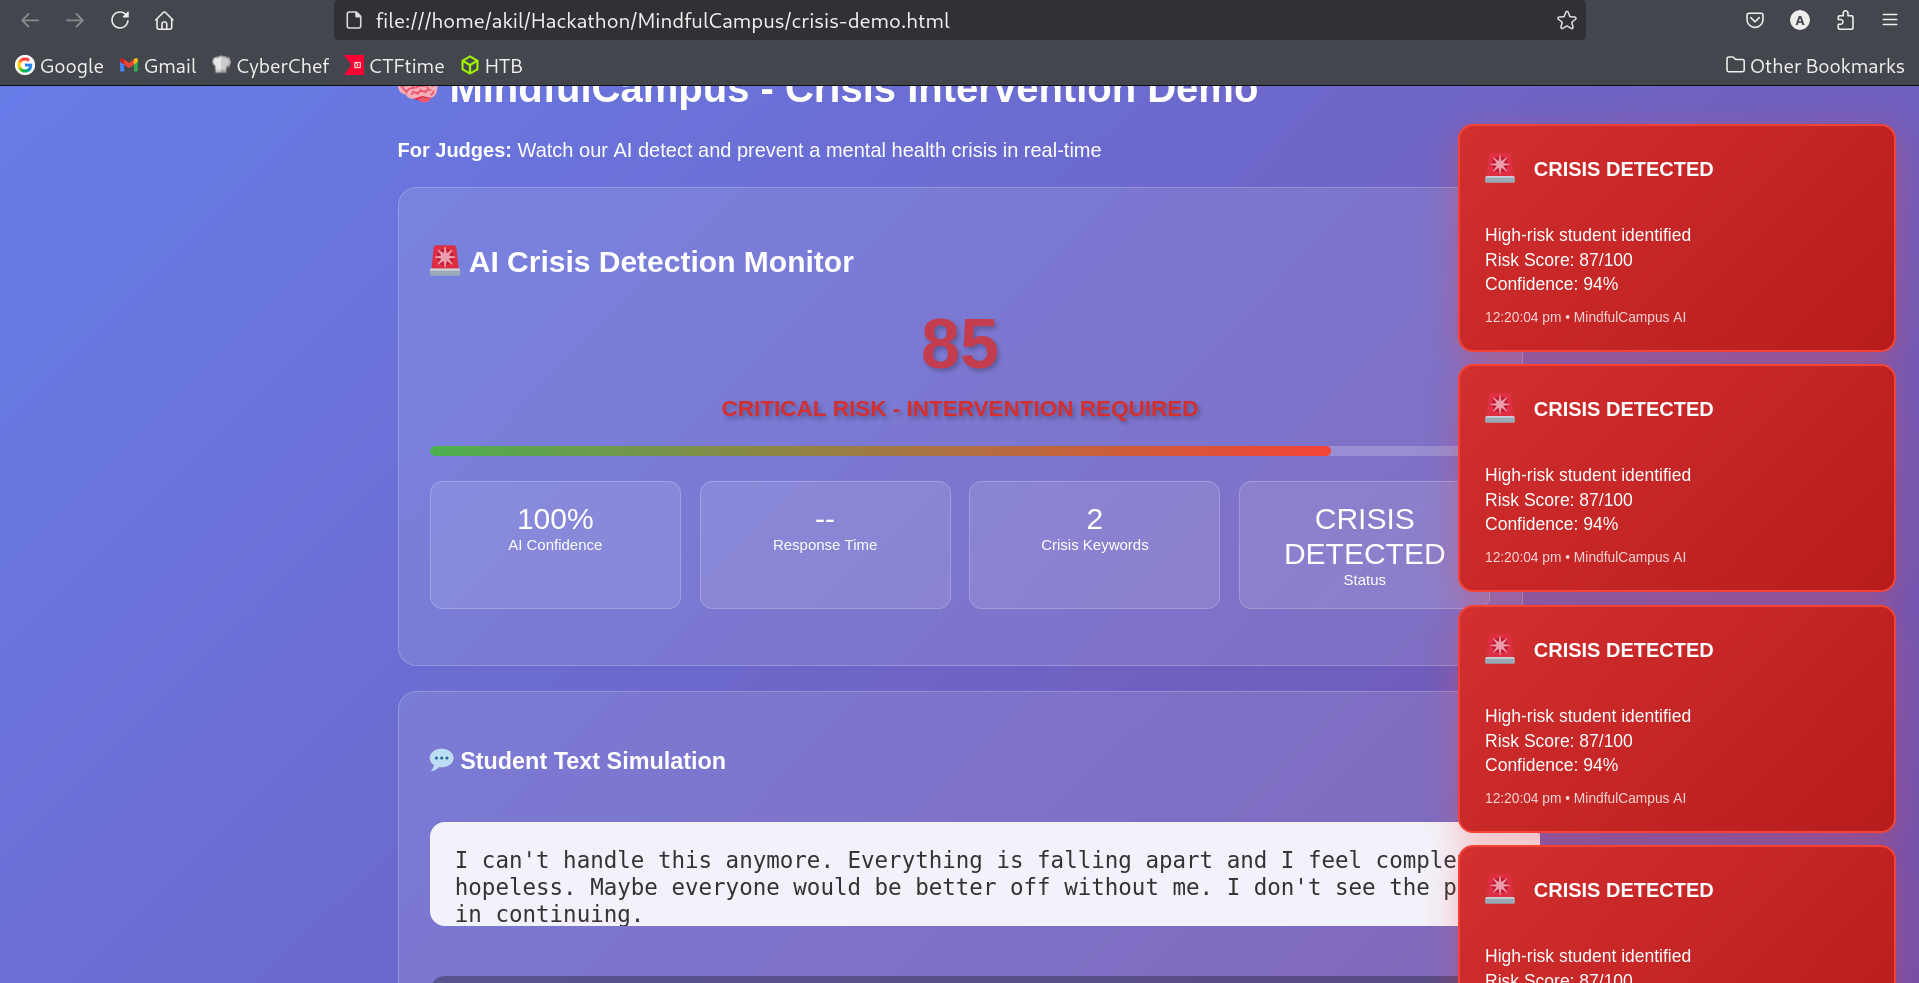 file:///home/akil/Hackathon/MindfulCampus/crisis-demo.html
A
Google Gmail CyberChef CTFtime HTB Other Bookmarks
MindfulCampus - Crisis Intervention Demo
For Judges: Watch our AI detect and prevent a mental health crisis in real-time
AI Crisis Detection Monitor
85
CRITICAL RISK - INTERVENTION REQUIRED
100%
AI Confidence
--
Response Time
2
Crisis Keywords
CRISIS
DETECTED
Status
Student Text Simulation
I can't handle this anymore. Everything is falling apart and I feel
hopeless. Maybe everyone would be better off without me. I don't see the
in continuing.
CRISIS DETECTED
High-risk student identified
Risk Score: 87/100
Confidence: 94%
12:20:04 pm • MindfulCampus AI
CRISIS DETECTED
High-risk student identified
Risk Score: 87/100
Confidence: 94%
12:20:04 pm • MindfulCampus AI
CRISIS DETECTED
High-risk student identified
Risk Score: 87/100
Confidence: 94%
12:20:04 pm • MindfulCampus AI
CRISIS DETECTED
High-risk student identified
Risk Score: 87/100